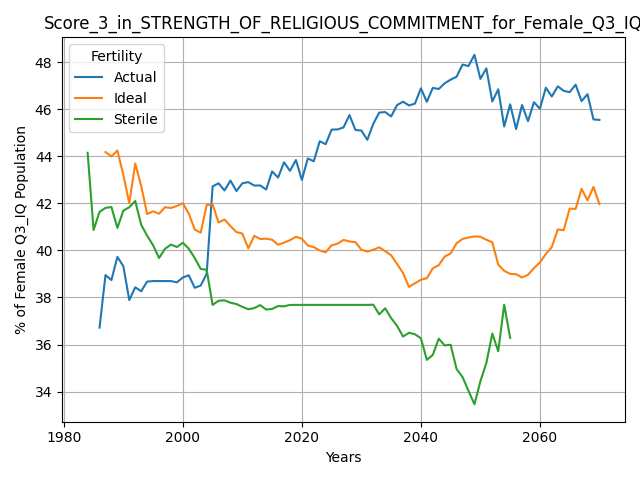 Score_3_in_STRENGTH_OF_RELIGIOUS_COMMITMENT_for_Female_Q3_IQ
Fertility
Actual
Ideal
Sterile
% of Female Q3_IQ Population
48
46
44
42
40
38
36
34
1980
2000
2020
2040
2060
Years